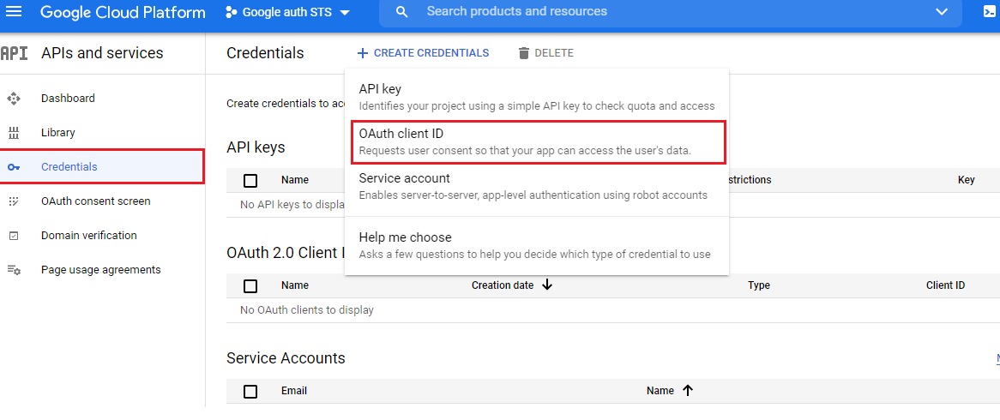 Google Cloud Platform
Google auth STS
Search products and resources
API
APIs and services
Credentials
CREATE CREDENTIALS
DELETE
Dashboard
Library
Credentials
OAuth consent screen
Domain verification
Page usage agreements
Create credentials to acc
API key
Identifies your project using a simple API key to check quota and access
OAuth client ID
Requests user consent so that your app can access the user's data.
Service account
Enables server-to-server, app-level authentication using robot accounts
Help me choose
Asks a few questions to help you decide which type of credential to use
API keys
Name
strictions
Key
No API keys to displa
OAuth 2.0 Client I
Name
Creation date
Type
Client ID
No OAuth clients to display
Service Accounts
M
Email
Name